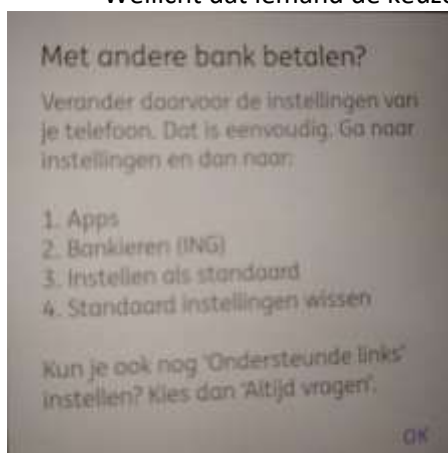 Met andere bank betalen?
Verander daarvoor de instellingen van
je telefoon. Dat is eenvoudig. Ga naar
instellingen en dan naar:
1. Apps
2. Bankieren (ING)
3. Instellen als standaard
4. Standaard instellingen wissen
Kun je ook nog 'Ondersteunde links'
instellen? Kies dan 'Altijd vragen'.
OK